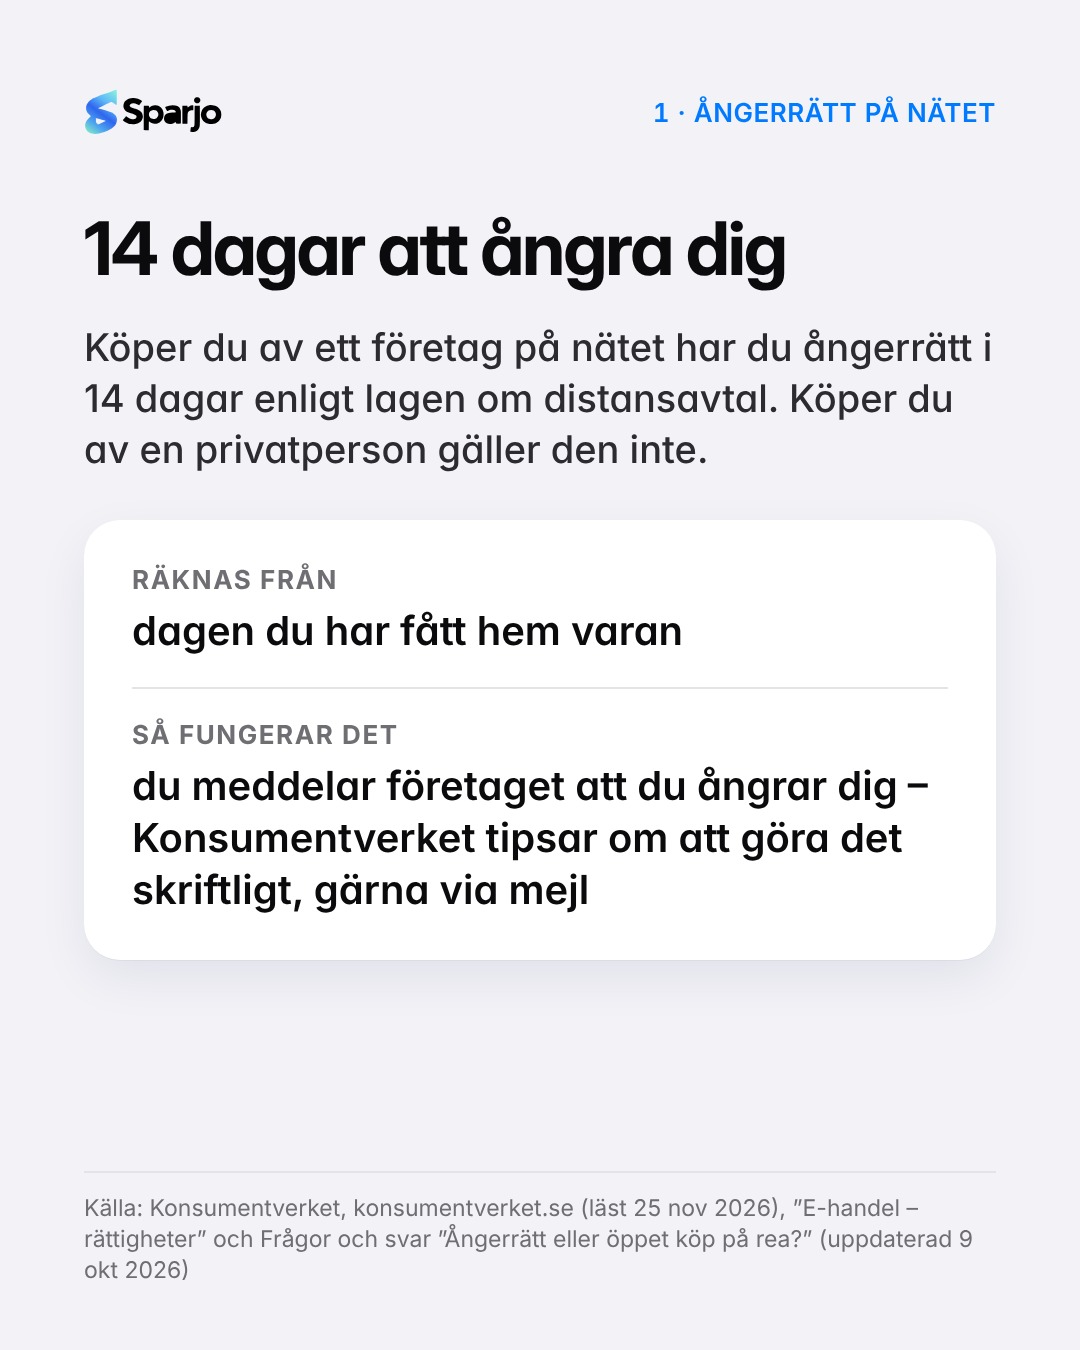 Sparjo
1 · ÅNGERRÄTT PÅ NÄTET
14 dagar att ångra dig
Köper du av ett företag på nätet har du ångerrätt i
14 dagar enligt lagen om distansavtal. Köper du
av en privatperson gäller den inte.
RÄKNAS FRÅN
dagen du har fått hem varan
SÅ FUNGERAR DET
du meddelar företaget att du ångrar dig –
Konsumentverket tipsar om att göra det
skriftligt, gärna via mejl
Källa: Konsumentverket, konsumentverket.se (läst 25 nov 2026), ”E-handel –
rättigheter” och Frågor och svar ”Ångerrätt eller öppet köp på rea?” (uppdaterad 9
okt 2026)